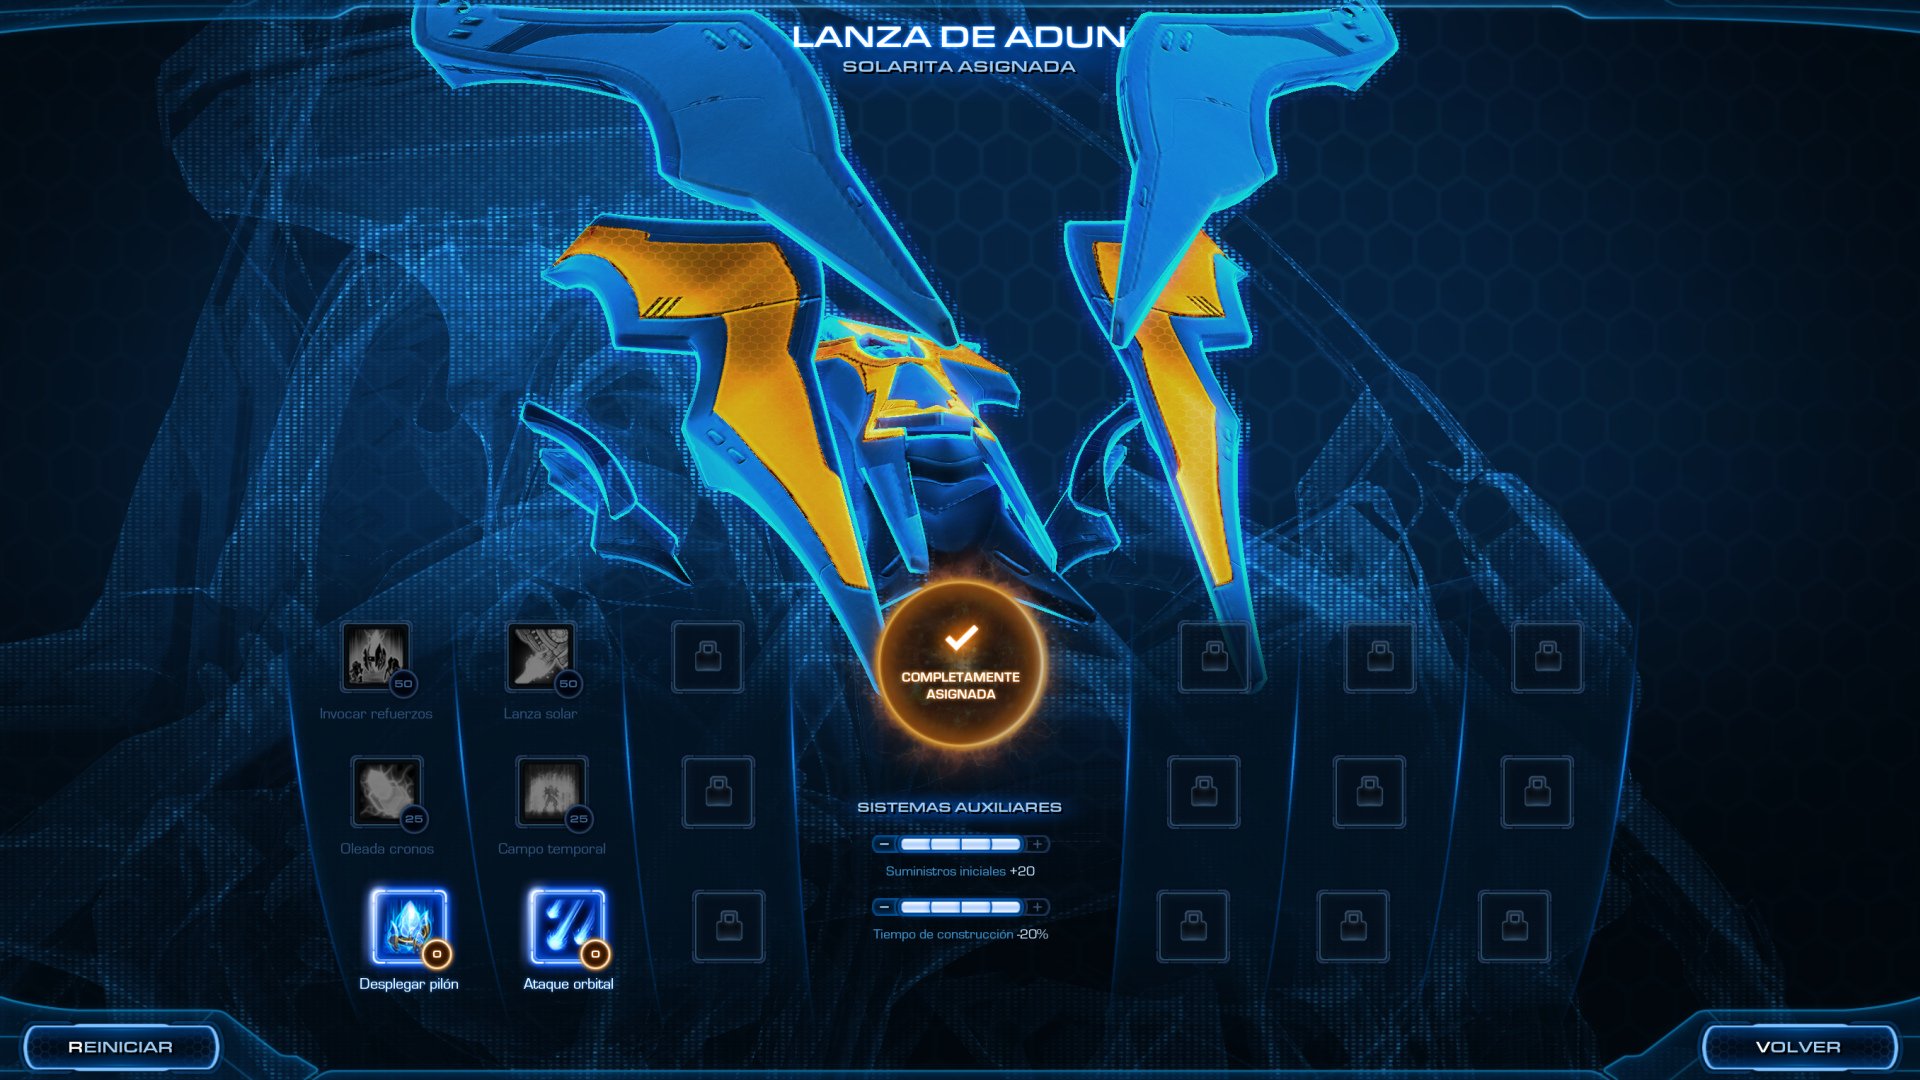 LANZA DE ADUN
SOLARITA ASIGNADA
50
50
Invocar refuerzos
Lanza solar
COMPLETAMENTE
ASIGNADA
25
25
Oleada cronos
Campo temporal
SISTEMAS AUXILIARES
- +
Suministros iniciales +20
- +
Tiempo de construcción -20%
0
0
Desplegar pilón
Ataque orbital
REINICIAR
VOLVER